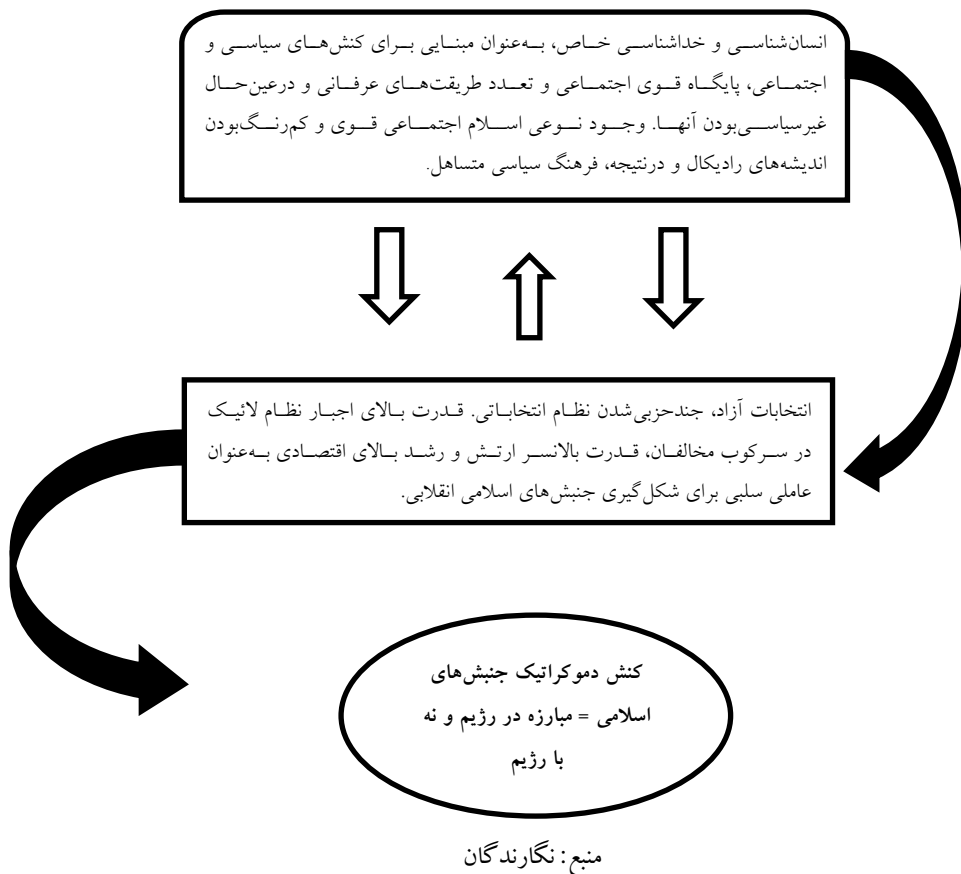 انسان‌شناسی و خداشناسی خاص، به‌عنوان مبنایی برای کنش‌های سیاسی و
اجتماعی، پایگاه قوی اجتماعی و تعدد طریقت‌های عرفانی و درعین‌حال
غیرسیاسی‌بودن آنها. وجود نوعی اسلام اجتماعی قوی و کم‌رنگ‌بودن
اندیشه‌های رادیکال و درنتیجه، فرهنگ سیاسی متساهل.
انتخابات آزاد، جندحزبی‌شدن نظام انتخاباتی. قدرت بالای اجبار نظام لائیک
در سرکوب مخالفان، قدرت بالانسر ارتش و رشد بالای اقتصادی به‌عنوان
عاملی سلبی برای شکل‌گیری جنبش‌های اسلامی انقلابی.
کنش دموکراتیک جنبش‌های
اسلامی = مبارزه در رژیم و نه
با رژیم
منبع: نگارندگان